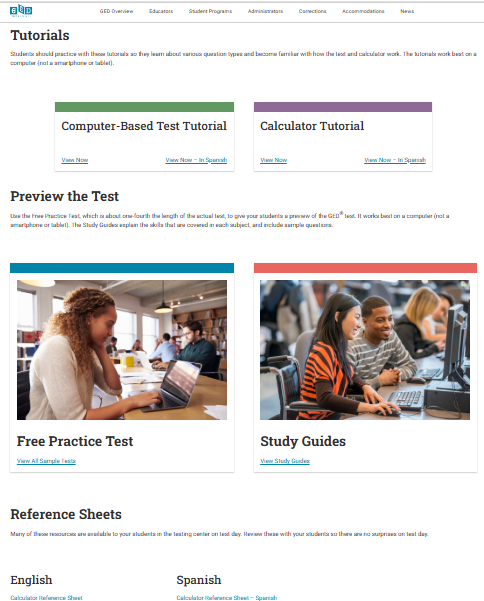 GED
GED Overview
Educators
Student Programs
Administrators
Corrections
Accommodations
News
Tutorials
Students should practice with these tutorials so they learn about various question types and become familiar with how the test and calculator work. The tutorials work best on a
computer (not a smartphone or tablet).
Computer-Based Test Tutorial
View Now
View Now – In Spanish
Calculator Tutorial
View Now
View Now – In Spanish
Preview the Test
Use the Free Practice Test, which is about one-fourth the length of the actual test, to give your students a preview of the GED® test. It works best on a computer (not a
smartphone or tablet). The Study Guides explain the skills that are covered in each subject, and include sample questions.
Free Practice Test
View All Sample Tests
Study Guides
View Study Guides
Reference Sheets
Many of these resources are available to your students in the testing center on test day. Review these with your students so there are no surprises on test day.
English
Calculator Reference Sheet
Spanish
Calculator Reference Sheet – Spanish